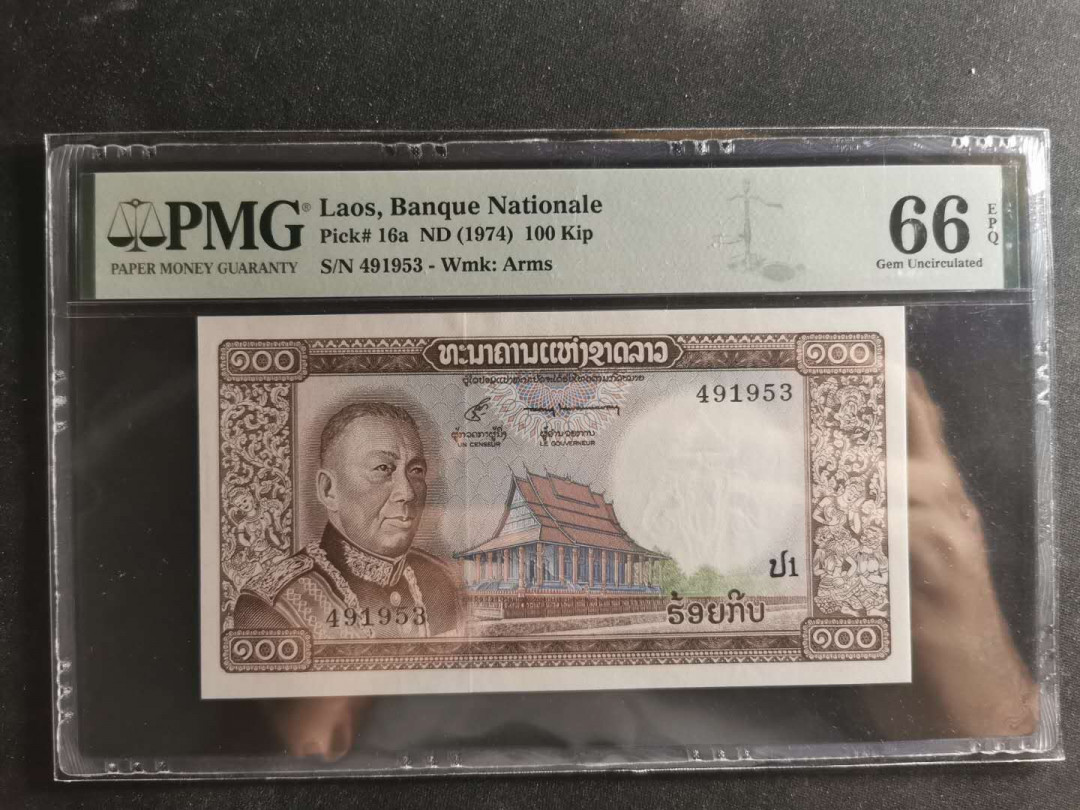 PMG®
PAPER MONEY GUARANTY
Laos, Banque Nationale
Pick# 16a ND (1974) 100 Kip
S/N 491953 - Wmk: Arms
66
EPQ
Gem Uncirculated
໑໐໐
ທະນາຄານແຫ່ງຊາດລາວ
໑໐໐
491953
UN CENSEUR
LE GOUVERNEUR
ປ1
491953
ຮ້ອຍກີບ
໑໐໐
໑໐໐